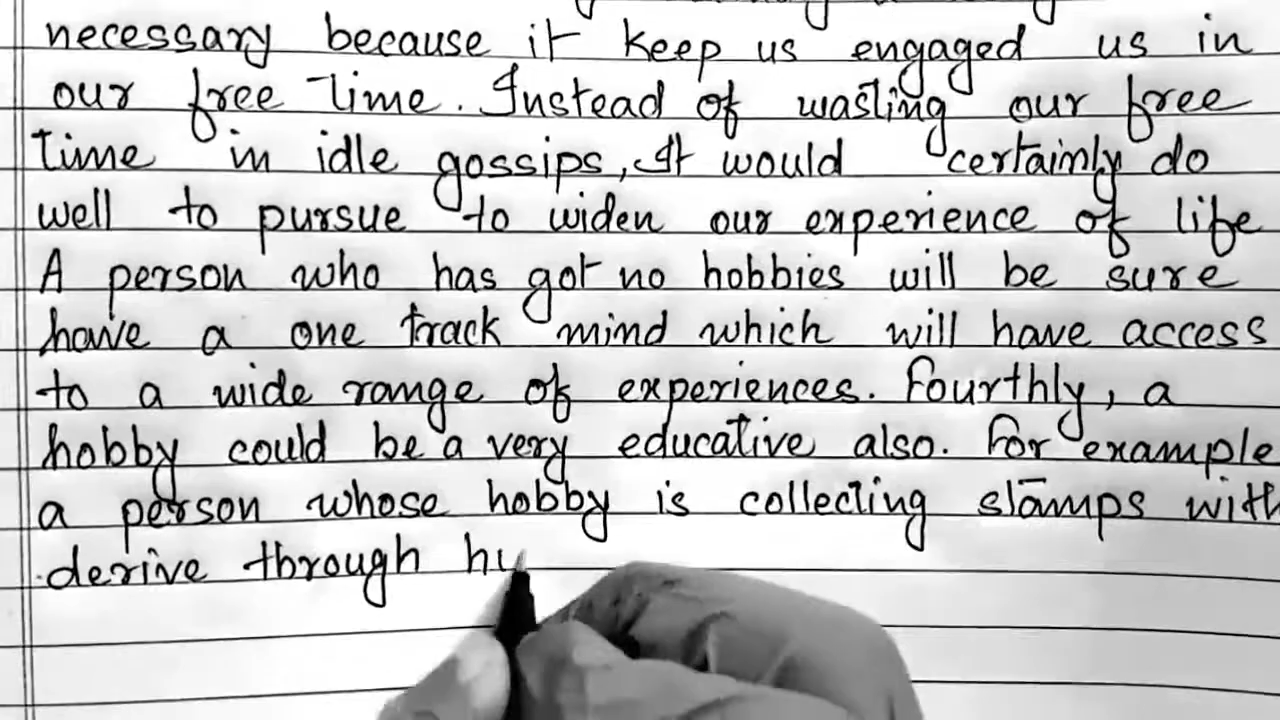 necessary because it keep us engaged us in
our free time. Instead of wasting our free
time in idle gossips, It would certainly do
well to pursue to widen our experience of life
A person who has got no hobbies will be sure
have a one track mind which will have access
to a wide range of experiences. Fourthly, a
hobby could be a very educative also. For example
a person whose hobby is collecting stamps with
derive through